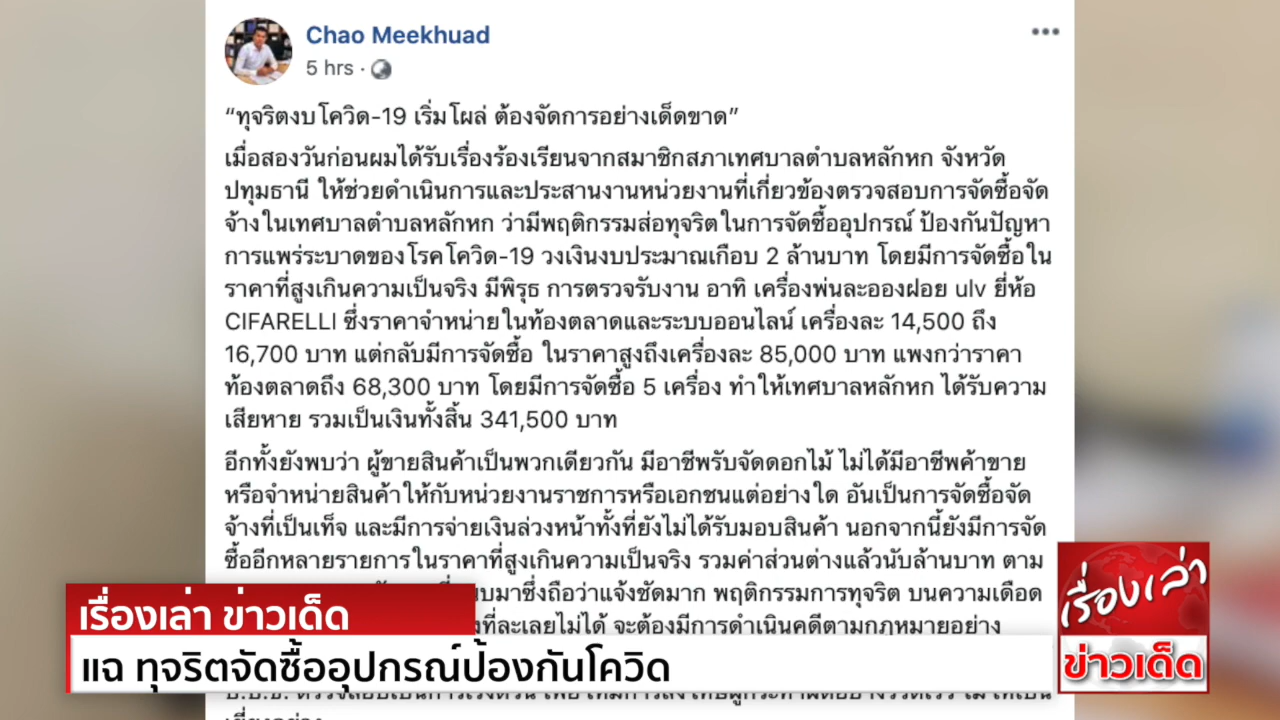 Chao Meekhuad
5 hrs ·
“ทุจริตงบโควิด-19 เริ่มโผล่ ต้องจัดการอย่างเด็ดขาด”
เมื่อสองวันก่อนผมได้รับเรื่องร้องเรียนจากสมาชิกสภาเทศบาลตำบลหลักหก จังหวัด
ปทุมธานี ให้ช่วยดำเนินการและประสานงานหน่วยงานที่เกี่ยวข้องตรวจสอบการจัดซื้อจัด
จ้างในเทศบาลตำบลหลักหก ว่ามีพฤติกรรมส่อทุจริตในการจัดซื้ออุปกรณ์ ป้องกันปัญหา
การแพร่ระบาดของโรคโควิด-19 วงเงินงบประมาณเกือบ 2 ล้านบาท โดยมีการจัดซื้อใน
ราคาที่สูงเกินความเป็นจริง มีพิรุธ การตรวจรับงาน อาทิ เครื่องพ่นละอองฝอย ulv ยี่ห้อ
CIFARELLI ซึ่งราคาจำหน่ายในท้องตลาดและระบบออนไลน์ เครื่องละ 14,500 ถึง
16,700 บาท แต่กลับมีการจัดซื้อ ในราคาสูงถึงเครื่องละ 85,000 บาท แพงกว่าราคา
ท้องตลาดถึง 68,300 บาท โดยมีการจัดซื้อ 5 เครื่อง ทำให้เทศบาลหลักหก ได้รับความ
เสียหาย รวมเป็นเงินทั้งสิ้น 341,500 บาท
อีกทั้งยังพบว่า ผู้ขายสินค้าเป็นพวกเดียวกัน มีอาชีพรับจัดดอกไม้ ไม่ได้มีอาชีพค้าขาย
หรือจำหน่ายสินค้าให้กับหน่วยงานราชการหรือเอกชนแต่อย่างใด อันเป็นการจัดซื้อจัด
จ้างที่เป็นเท็จ และมีการจ่ายเงินล่วงหน้าทั้งที่ยังไม่ได้รับมอบสินค้า นอกจากนี้ยังมีการจัด
ซื้ออีกหลายรายการในราคาที่สูงเกินความเป็นจริง รวมค่าส่วนต่างแล้วนับล้านบาท ตาม
มาซึ่งถือว่าแจ้งชัดมาก พฤติกรรมการทุจริต บนความเดือด
ที่ละเลยไม่ได้ จะต้องมีการดำเนินคดีตามกฎหมายอย่าง
เรื่องเล่า ข่าวเด็ด
แฉ ทุจริตจัดซื้ออุปกรณ์ป้องกันโควิด
เรื่องเล่า
ข่าวเด็ด